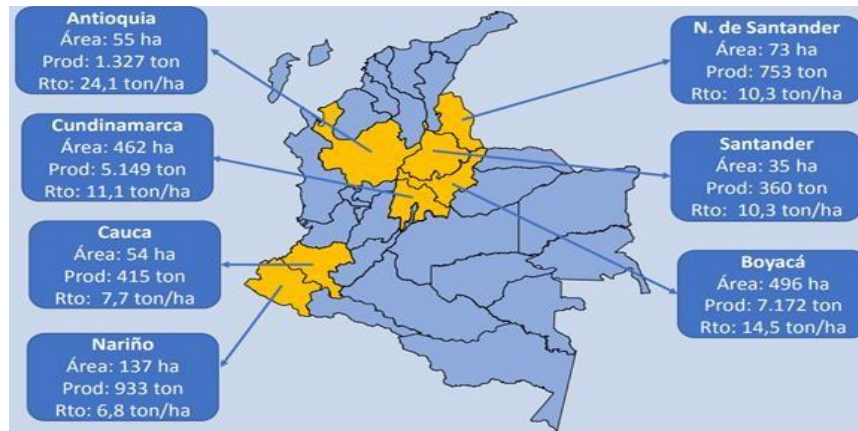 Antioquia
Área: 55 ha
Prod: 1.327 ton
Rto: 24,1 ton/ha
Cundinamarca
Área: 462 ha
Prod: 5.149 ton
Rto: 11,1 ton/ha
Cauca
Área: 54 ha
Prod: 415 ton
Rto: 7,7 ton/ha
Nariño
Área: 137 ha
Prod: 933 ton
Rto: 6,8 ton/ha
N. de Santander
Área: 73 ha
Prod: 753 ton
Rto: 10,3 ton/ha
Santander
Área: 35 ha
Prod: 360 ton
Rto: 10,3 ton/ha
Boyacá
Área: 496 ha
Prod: 7.172 ton
Rto: 14,5 ton/ha